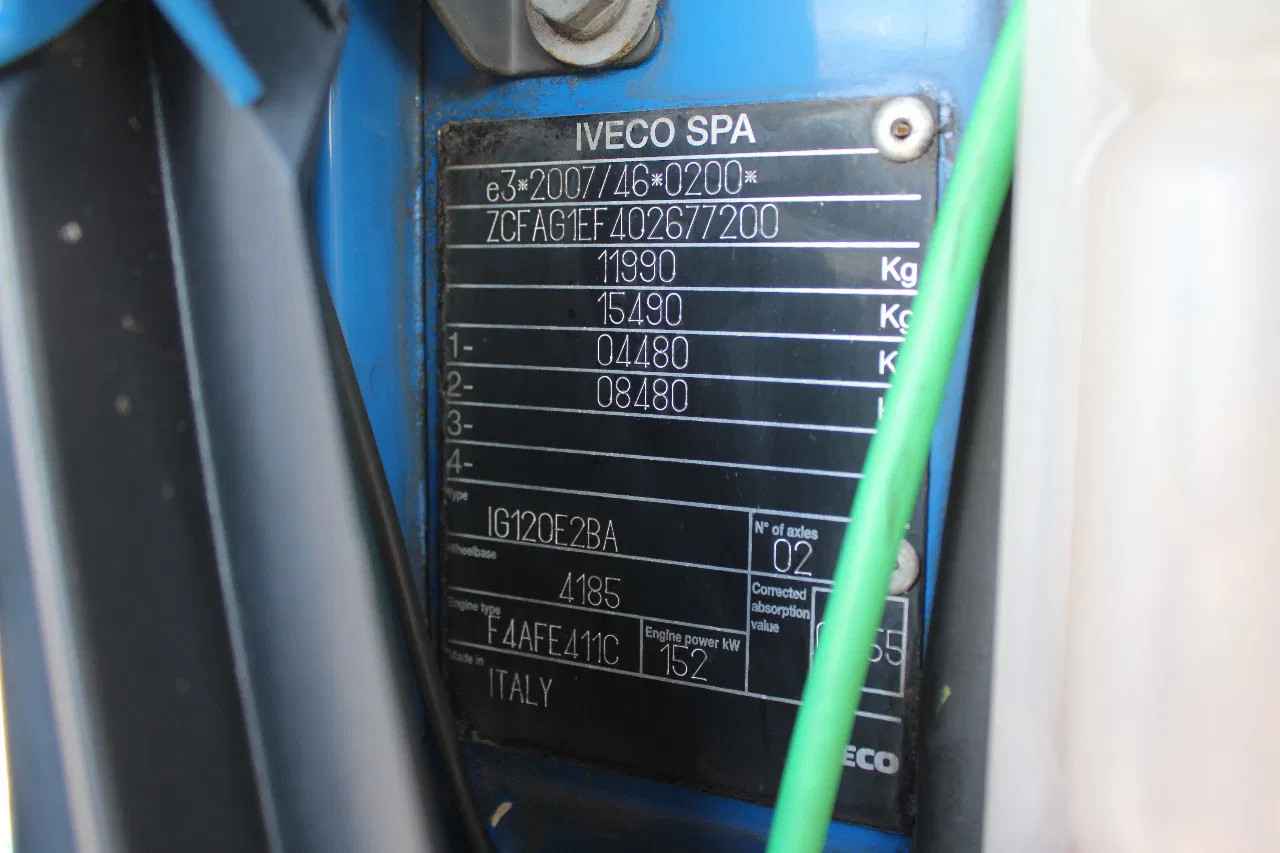 IVECO SPA
e3*2007/46*0200*
ZCFAG1EF402677200
11990 Kg
15490 Kg
1- 04480
2- 08480
3-
4-
Type
IG120E2BA
N° of axles
02
Wheelbase
4185
Corrected absorption value
Engine type
F4AFE411C
Engine power kW
152
Made in
ITALY